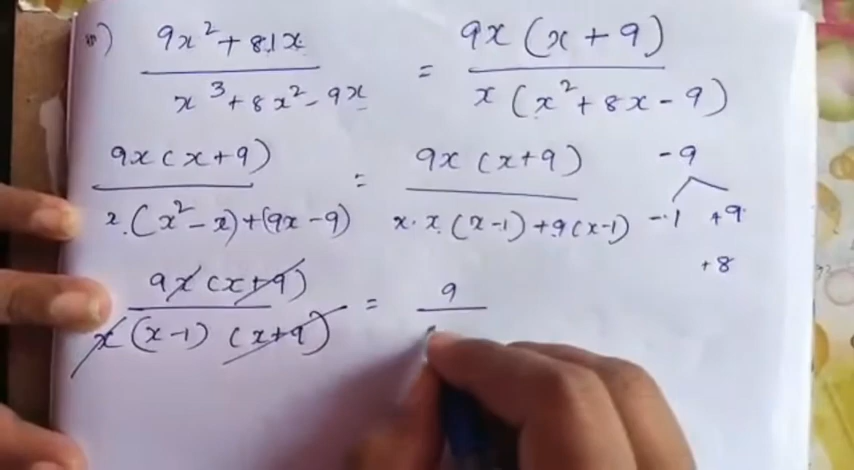 iv) 9x² + 81x / x³ + 8x² - 9x = 9x (x + 9) / x (x² + 8x - 9)
9x (x + 9) / x.(x² - x) + (9x - 9) = 9x (x + 9) / x. x (x - 1) + 9 (x - 1)
-9
-1 +9
+8
9x (x + 9) / x (x - 1) (x + 9) = 9 /